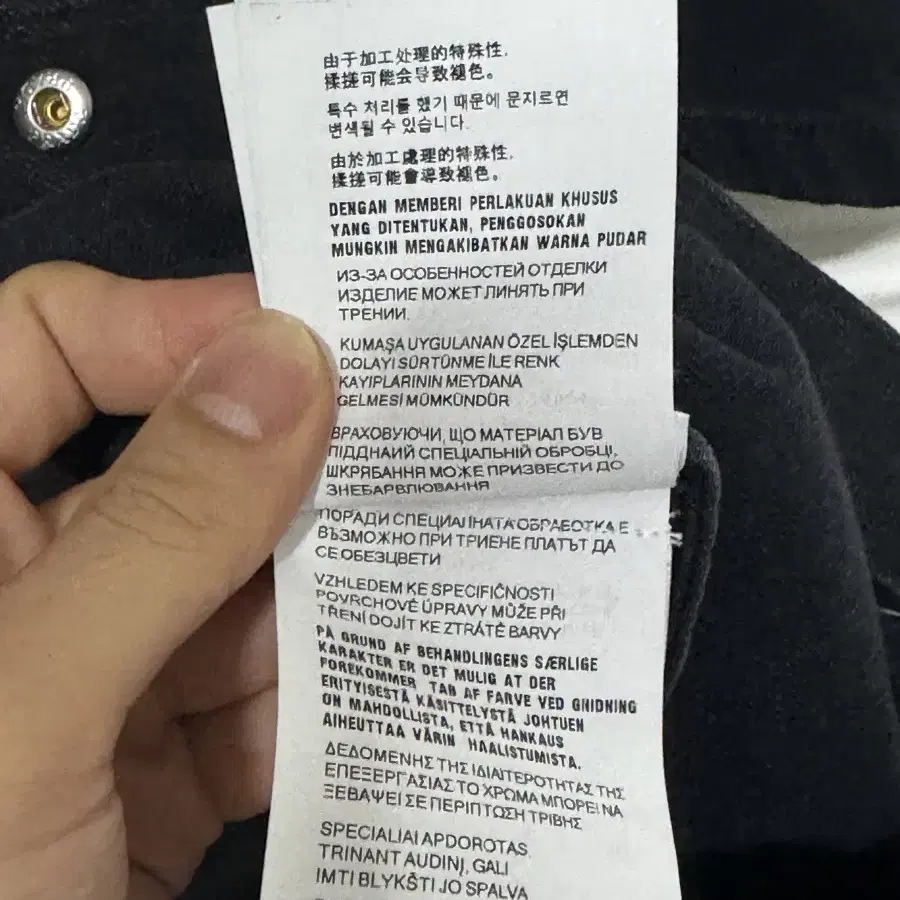 由于加工处理的特殊性，
揉搓可能会导致褪色。
특수 처리를 했기 때문에 문지르면
변색될 수 있습니다.
由於加工處理的特殊性，
揉搓可能會導致褪色。
DENGAN MEMBERI PERLAKUAN KHUSUS
YANG DITENTUKAN, PENGGOSOKAN
MUNGKIN MENGAKIBATKAN WARNA PUDAR
ИЗ-ЗА ОСОБЕННОСТЕЙ ОТДЕЛКИ
ИЗДЕЛИЕ МОЖЕТ ЛИНЯТЬ ПРИ
ТРЕНИИ.
KUMAŞA UYGULANAN ÖZEL İŞLEMDEN
DOLAYI SÜRTÜNME İLE RENK
KAYIPLARININ MEYDANA
GELMESİ MÜMKÜNDÜR
ВРАХОВУЮЧИ, ЩО МАТЕРІАЛ БУВ
ПІДДНАИЙ СПЕЦІАЛЬНІЙ ОБРОБЦІ,
ШКРЯБАННЯ МОЖЕ ПРИЗВЕСТИ ДО
ЗНЕБАРВЛЮВАННЯ
ПОРАДИ СПЕЦИАЛНАТА ОБРАБОТКА Е
ВЪЗМОЖНО ПРИ ТРИЕНЕ ПЛАТЪТ ДА
СЕ ОБЕЗЦВЕТИ
VZHLEDEM KE SPECIFIČNOSTI
POVRCHOVÉ ÚPRAVY MŮŽE PŘI
TŘENÍ DOJÍT KE ZTRÁTĚ BARVY
PÅ GRUND AF BEHANDLINGENS SÆRLIGE
KARAKTER ER DET MULIG AT DER
FOREKOMMER TAB AF FARVE VED GNIDNING
ERITYISESTÄ KÄSITTELYSTÄ JOHTUEN
ON MAHDOLLISTA, ETTÄ HANKAUS
AIHEUTTAA VÄRIN HAALISTUMISTA.
ΔΕΔΟΜΕΝΗΣ ΤΗΣ ΙΔΙΑΙΤΕΡΟΤΗΤΑΣ ΤΗΣ
ΕΠΕΞΕΡΓΑΣΙΑΣ ΤΟ ΧΡΩΜΑ ΜΠΟΡΕΙ ΝΑ
ΞΕΒΑΨΕΙ ΣΕ ΠΕΡΙΠΤΩΣΗ ΤΡΙΒΗΣ
SPECIALIAI APDOROTAS.
TRINANT AUDINĮ, GALI
IMTI BLYKŠTI JO SPALVA